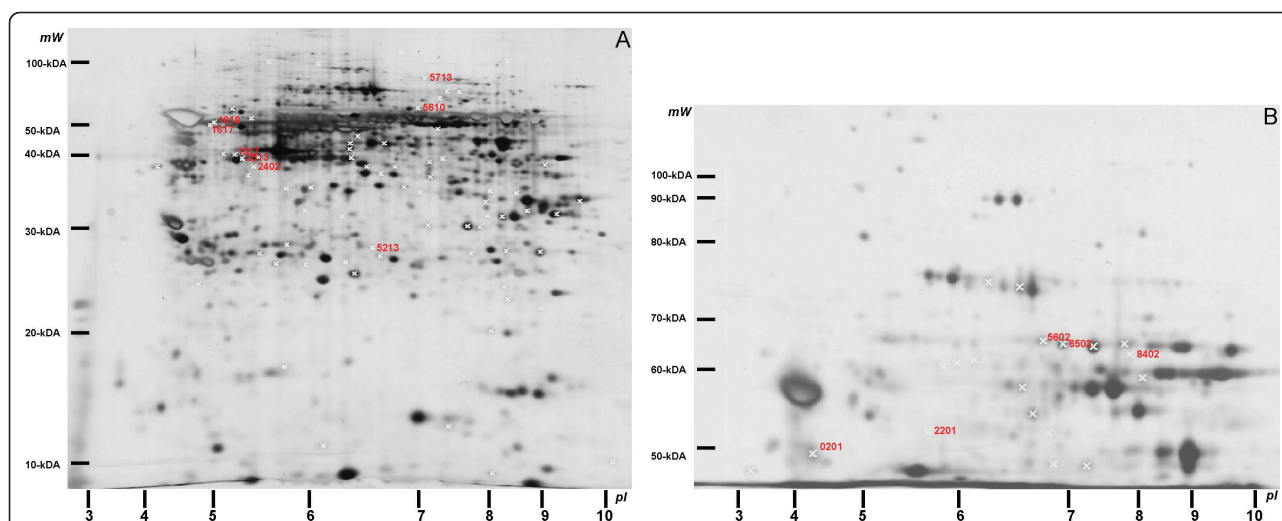 A
mW
100-kDA
50-kDA
40-kDA
30-kDA
20-kDA
10-kDA
5713
5610
1617
2402
5213
3 4 5 6 7 8 9 10 pI
B
mW
100-kDA
90-kDA
80-kDA
70-kDA
60-kDA
50-kDA
5602
6503
8402
2201
0201
3 4 5 6 7 8 9 10 pI